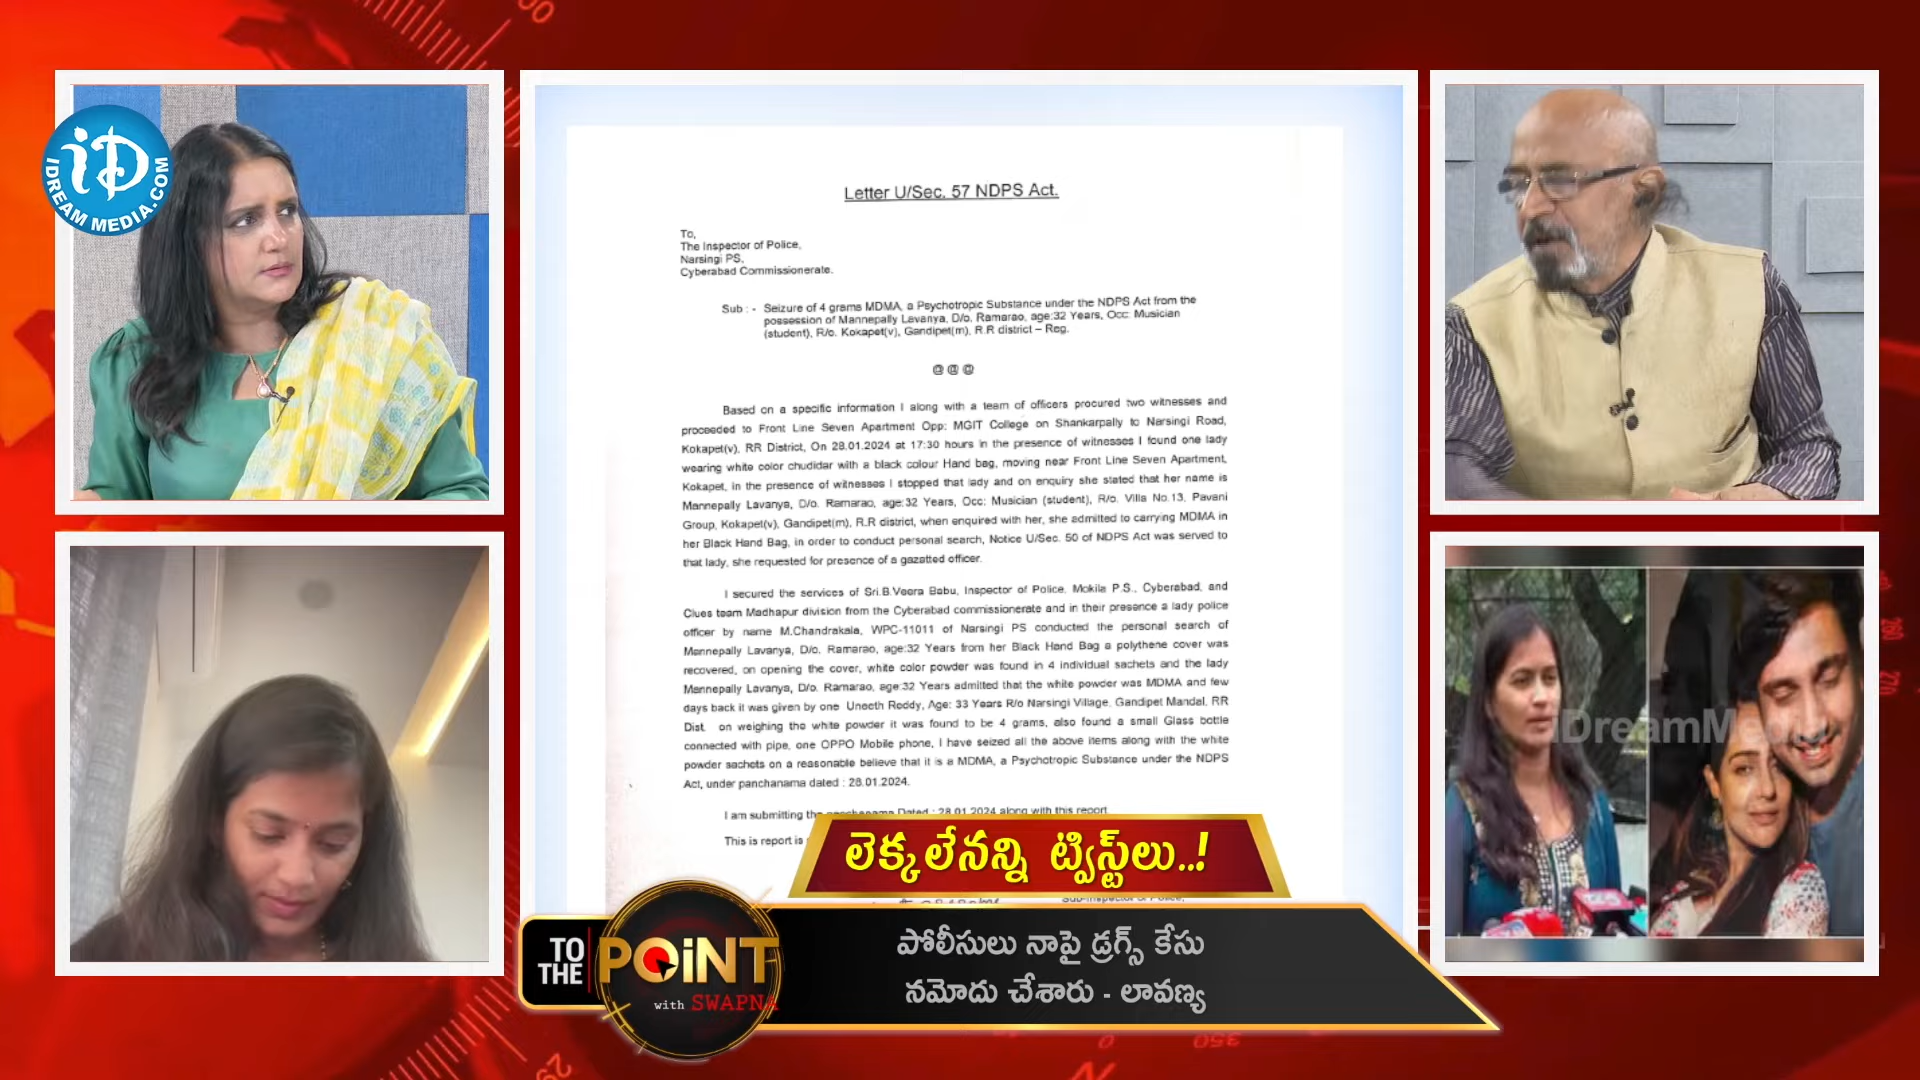 iD
IDREAM MEDIA.COM
Letter U/Sec. 57 NDPS Act.
To,
The Inspector of Police,
Narsingi PS,
Cyberabad Commissionerate.
Sub : - Seizure of 4 grams MDMA, a Psychotropic Substance under the NDPS Act from the
possession of Mannepally Lavanya, D/o. Ramarao, age:32 Years, Occ: Musician
(student), R/o. Kokapet(v), Gandipet(m), R.R district – Reg.
@@@
Based on a specific information I along with a team of officers procured two witnesses and
proceeded to Front Line Seven Apartment Opp: MGIT College on Shankarpally to Narsingi Road,
Kokapet(v), RR District, On 28.01.2024 at 17:30 hours in the presence of witnesses I found one lady
wearing white color chudidar with a black colour Hand bag, moving near Front Line Seven Apartment,
Kokapet, in the presence of witnesses I stopped that lady and on enquiry she stated that her name is
Mannepally Lavanya, D/o. Ramarao, age:32 Years, Occ: Musician (student), R/o. Villa No.13, Pavani
Group, Kokapet(v), Gandipet(m), R.R district, when enquired with her, she admitted to carrying MDMA in
her Black Hand Bag, in order to conduct personal search, Notice U/Sec. 50 of NDPS Act was served to
that lady, she requested for presence of a gazatted officer.
I secured the services of Sri.B.Veera Babu, Inspector of Police, Mokila P.S., Cyberabad, and
Clues team Madhapur division from the Cyberabad commissionerate and in their presence a lady police
officer by name M.Chandrakala, WPC-11011 of Narsingi PS conducted the personal search of
Mannepally Lavanya, D/o. Ramarao, age:32 Years from her Black Hand Bag a polythene cover was
recovered, on opening the cover, white color powder was found in 4 individual sachets and the lady
Mannepally Lavanya, D/o. Ramarao, age:32 Years admitted that the white powder was MDMA and few
days back it was given by one Uneeth Reddy, Age: 33 Years R/o Narsingi Village, Gandipet Mandal, RR
Dist. on weighing the white powder it was found to be 4 grams, also found a small Glass bottle
connected with pipe, one OPPO Mobile phone, I have seized all the above items along with the white
powder sachets on a reasonable believe that it is a MDMA, a Psychotropic Substance under the NDPS
Act, under panchanama dated : 28.01.2024.
I am submitting the panchanama Dated : 28.01.2024 along with this report.
This is report is
లెక్కలేనన్ని ట్విస్ట్‌లు..!
TO THE POINT
with SWAPNA
పోలీసులు నాపై డ్రగ్స్ కేసు
నమోదు చేశారు - లావణ్య
iDreamMedia